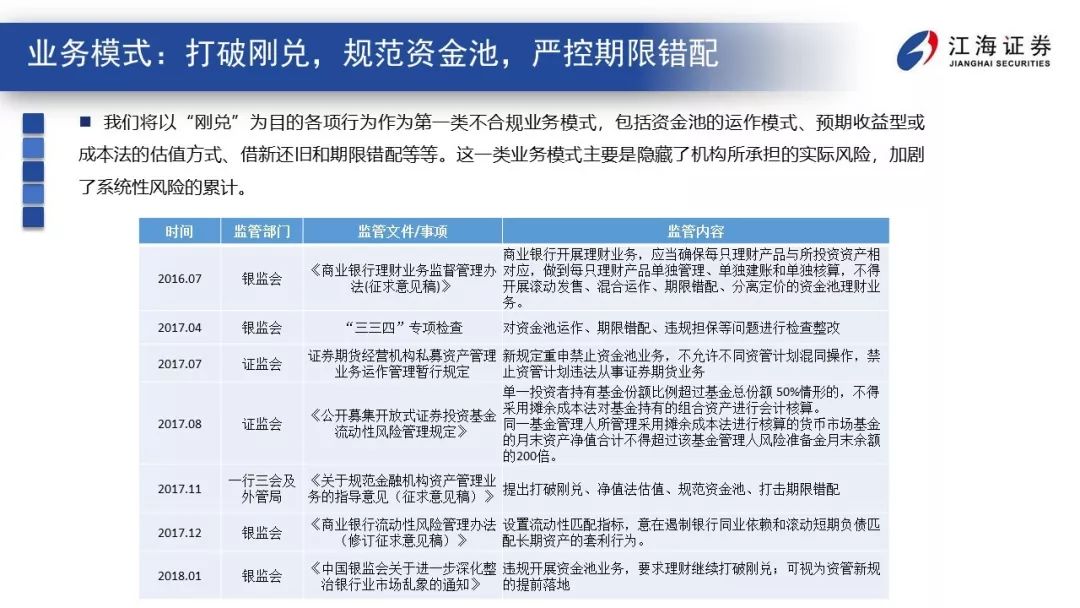 业务模式：打破刚兑，规范资金池，严控期限错配
江海证券
JIANGHAI SECURITIES
■ 我们将以“刚兑”为目的各项行为作为第一类不合规业务模式，包括资金池的运作模式、预期收益型或
成本法的估值方式、借新还旧和期限错配等等。这一类业务模式主要是隐藏了机构所承担的实际风险，加剧
了系统性风险的累计。
时间 监管部门 监管文件/事项 监管内容
2016.07 银监会
《商业银行理财业务监督管理办
法(征求意见稿)》
商业银行开展理财业务，应当确保每只理财产品与所投资资产相
对应，做到每只理财产品单独管理、单独建账和单独核算，不得
开展滚动发售、混合运作、期限错配、分离定价的资金池理财业
务。
2017.04 银监会 “三三四”专项检查 对资金池运作、期限错配、违规担保等问题进行检查整改
2017.07 证监会
证券期货经营机构私募资产管理
业务运作管理暂行规定
新规定重申禁止资金池业务，不允许不同资管计划混同操作，禁
止资管计划违法从事证券期货业务
2017.08 证监会
《公开募集开放式证券投资基金
流动性风险管理规定》
单一投资者持有基金份额比例超过基金总份额 50%情形的，不得
采用摊余成本法对基金持有的组合资产进行会计核算。
同一基金管理人所管理采用摊余成本法进行核算的货币市场基金
的月末资产净值合计不得超过该基金管理人风险准备金月末余额
的200倍。
2017.11
一行三会及
外管局
《关于规范金融机构资产管理业
务的指导意见（征求意见稿）》
提出打破刚兑、净值法估值、规范资金池、打击期限错配
2017.12 银监会
《商业银行流动性风险管理办法
（修订征求意见稿）》
设置流动性匹配指标，意在遏制银行同业依赖和滚动短期负债匹
配长期资产的套利行为。
2018.01 银监会
《中国银监会关于进一步深化整
治银行业市场乱象的通知》
违规开展资金池业务，要求理财继续打破刚兑；可视为资管新规
的提前落地